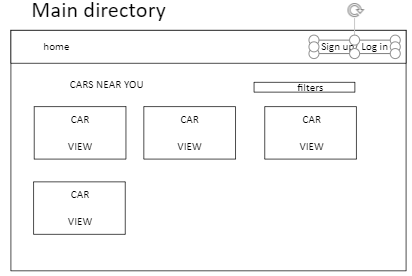 Main directory
home Sign up Log in
CARS NEAR YOU filters
CAR CAR CAR
VIEW VIEW VIEW
CAR
VIEW